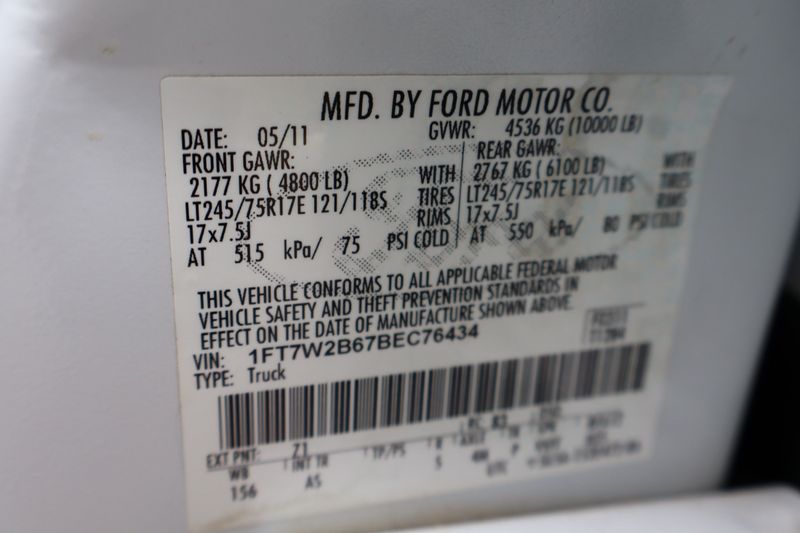 MFD. BY FORD MOTOR CO.
DATE: 05/11 GVWR: 4536 KG (10000 LB)
FRONT GAWR: REAR GAWR:
2177 KG ( 4800 LB) WITH 2767 KG ( 6100 LB) WITH
LT245/75R17E 121/118S TIRES LT245/75R17E 121/118S TIRES
17x7.5J RIMS 17x7.5J RIMS
AT 515 kPa/ 75 PSI COLD AT 550 kPa/ 80 PSI COLD
THIS VEHICLE CONFORMS TO ALL APPLICABLE FEDERAL MOTOR
VEHICLE SAFETY AND THEFT PREVENTION STANDARDS IN
EFFECT ON THE DATE OF MANUFACTURE SHOWN ABOVE.
VIN: 1FT7W2B67BEC76434
TYPE: Truck
EXT PNT: Z1 RC: 83
WB INT TR TP/PS R AXLE TR
156 AS 5